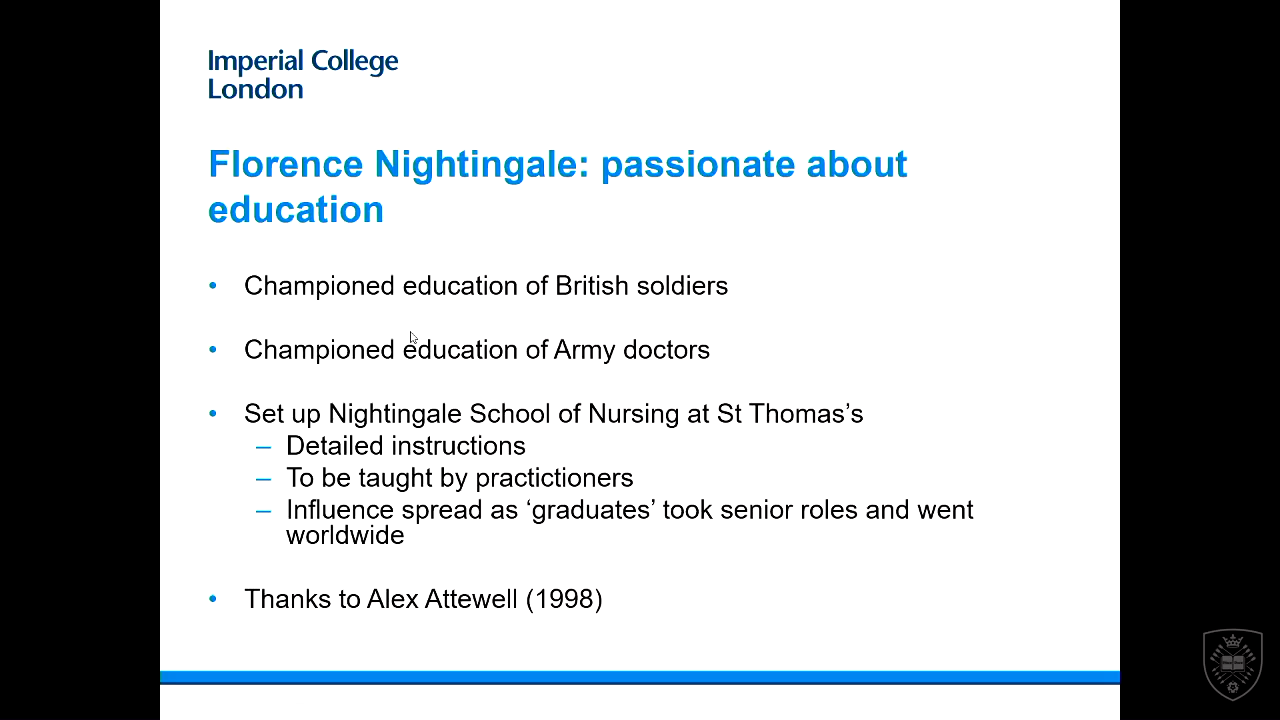 Imperial College
London
Florence Nightingale: passionate about
education
• Championed education of British soldiers
• Championed education of Army doctors
• Set up Nightingale School of Nursing at St Thomas’s
– Detailed instructions
– To be taught by practictioners
– Influence spread as ‘graduates’ took senior roles and went
worldwide
• Thanks to Alex Attewell (1998)